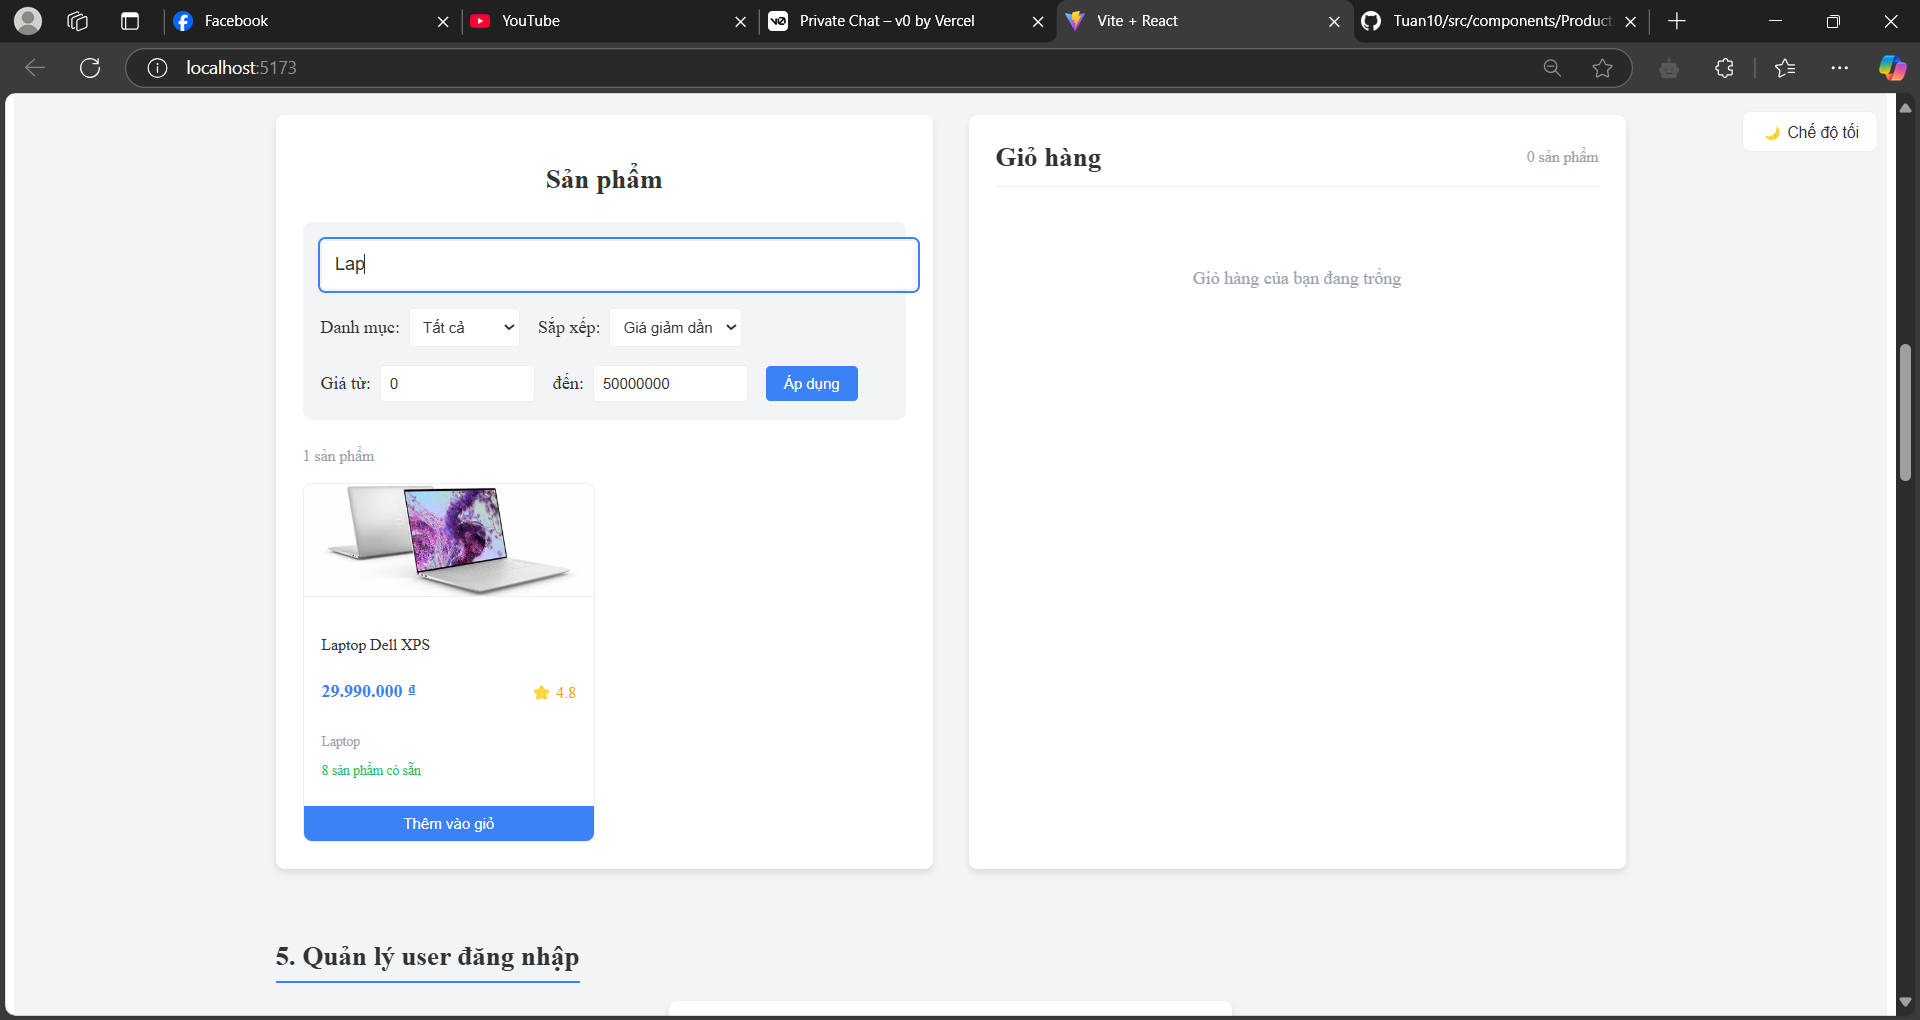 Facebook
YouTube
Private Chat – v0 by Vercel
Vite + React
Tuan10/src/components/Product
localhost:5173
🌙 Chế độ tối
Sản phẩm
Lap
Danh mục: Tất cả Sắp xếp: Giá giảm dần
Giá từ: 0 đến: 50000000 Áp dụng
1 sản phẩm
Laptop Dell XPS
29.990.000 ₫ ⭐ 4.8
Laptop
8 sản phẩm có sẵn
Thêm vào giỏ
Giỏ hàng 0 sản phẩm
Giỏ hàng của bạn đang trống
5. Quản lý user đăng nhập